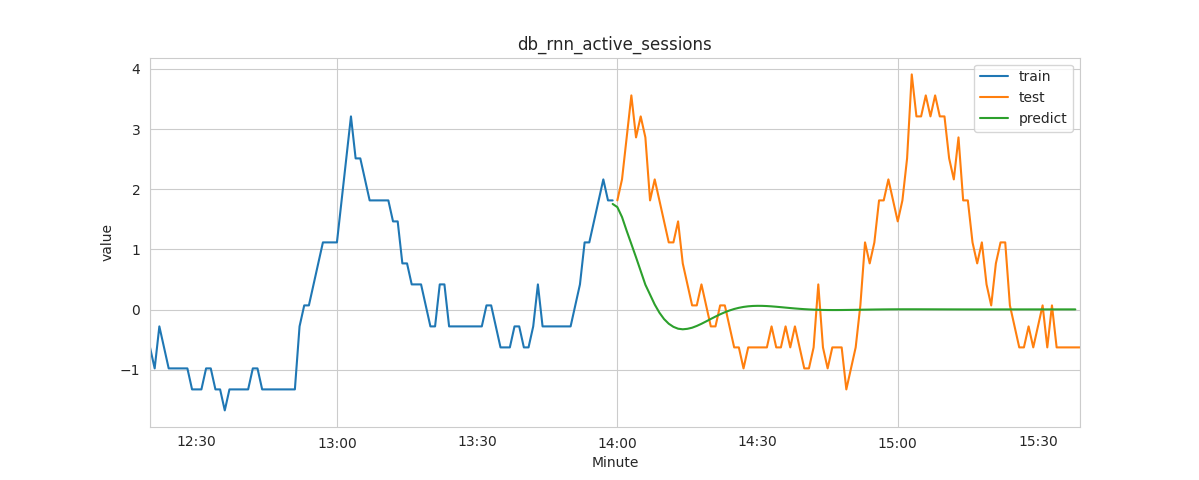 db_rnn_active_sessions
train
test
predict
value
4
3
2
1
0
−1
12:30 13:00 13:30 14:00 14:30 15:00 15:30
Minute